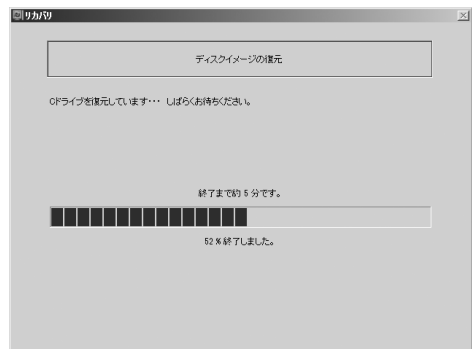 リカバリ
ディスクイメージの復元
Cドライブを復元しています・・・ しばらくお待ちください。
終了まで約 5 分です。
52 % 終了しました。